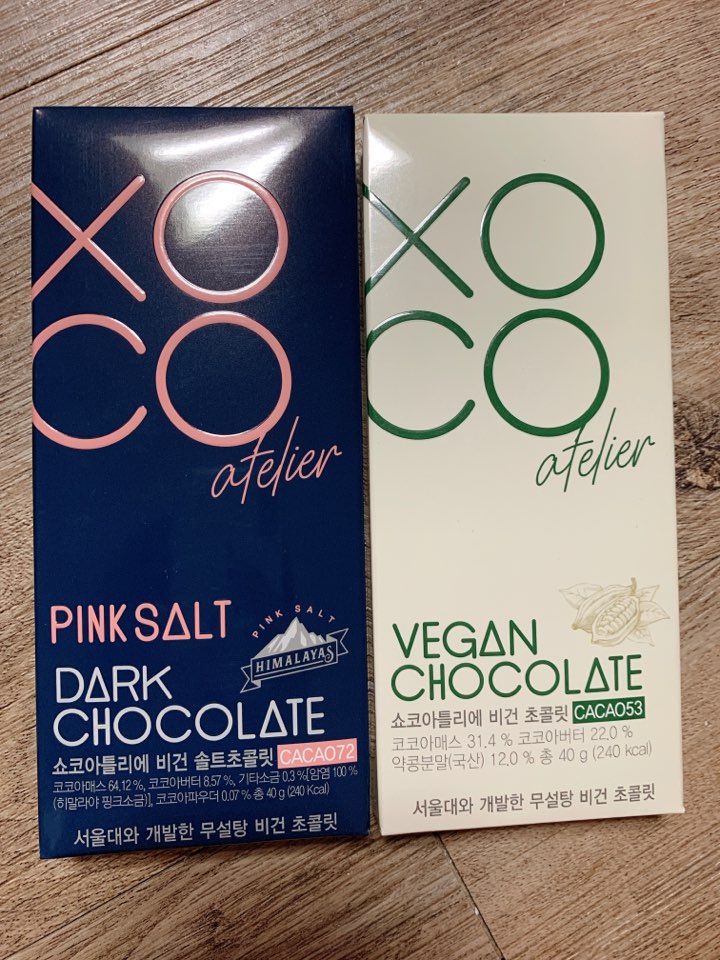 XO
CO
atelier
PINK SALT
PINK SALT
HIMALAYAS
DARK
CHOCOLATE
쇼코아틀리에 비건 솔트초콜릿 CACAO72
코코아매스 64.12 %, 코코아버터 8.57 %, 기타소금 0.3 %[암염 100 %
(히말라야 핑크소금)], 코코아파우더 0.07 % 총 40 g (240 Kcal)
서울대와 개발한 무설탕 비건 초콜릿
XO
CO
atelier
VEGAN
CHOCOLATE
쇼코아틀리에 비건 초콜릿 CACAO53
코코아매스 31.4 % 코코아버터 22.0 %
약콩분말(국산) 12.0 % 총 40 g (240 kcal)
서울대와 개발한 무설탕 비건 초콜릿